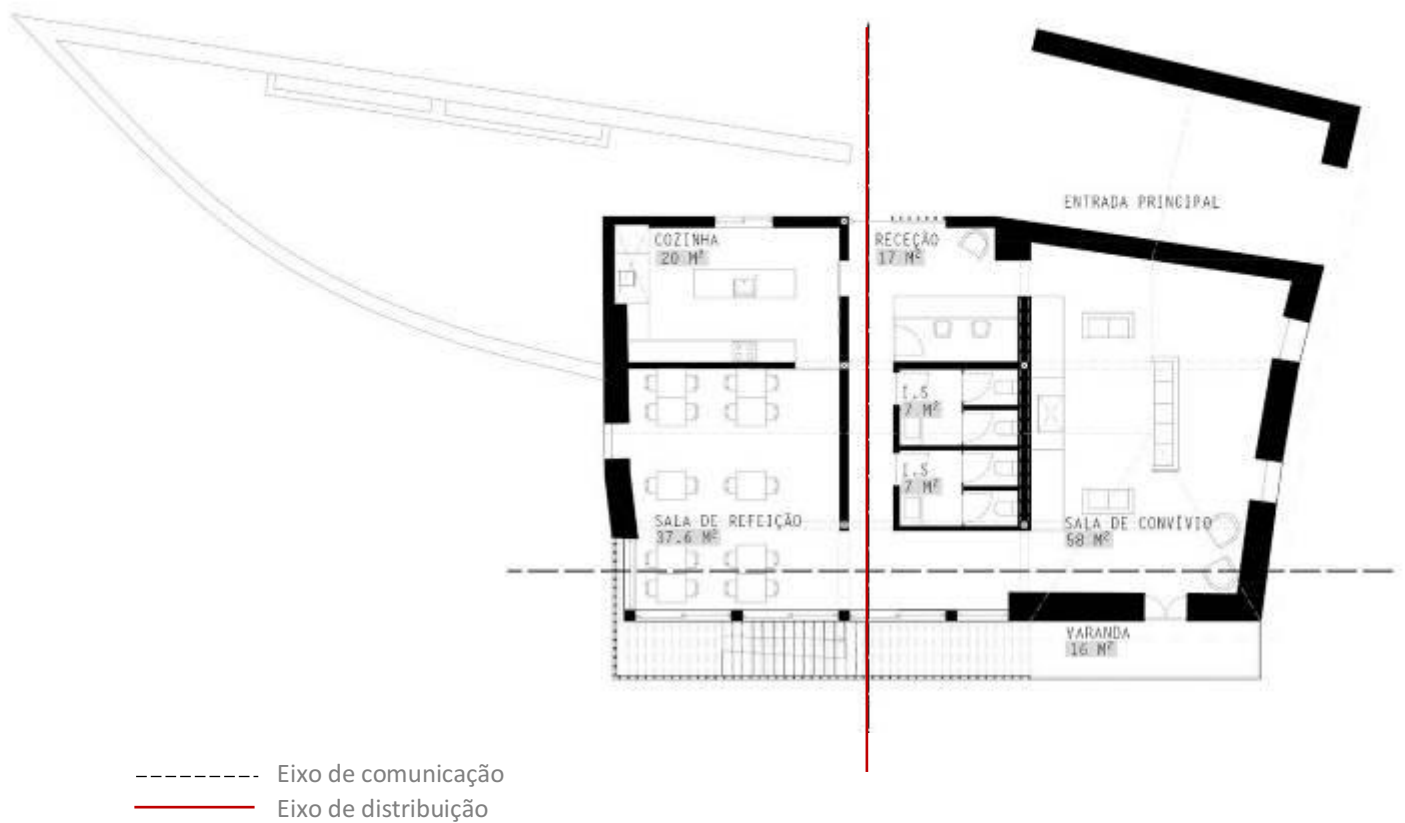 ENTRADA PRINCIPAL
COZINHA
20 M²
RECEÇÃO
17 M²
I.S
7 M²
I.S
7 M²
SALA DE REFEIÇÃO
37.6 M²
SALA DE CONVÍVIO
58 M²
VARANDA
16 M²
Eixo de comunicação
Eixo de distribuição